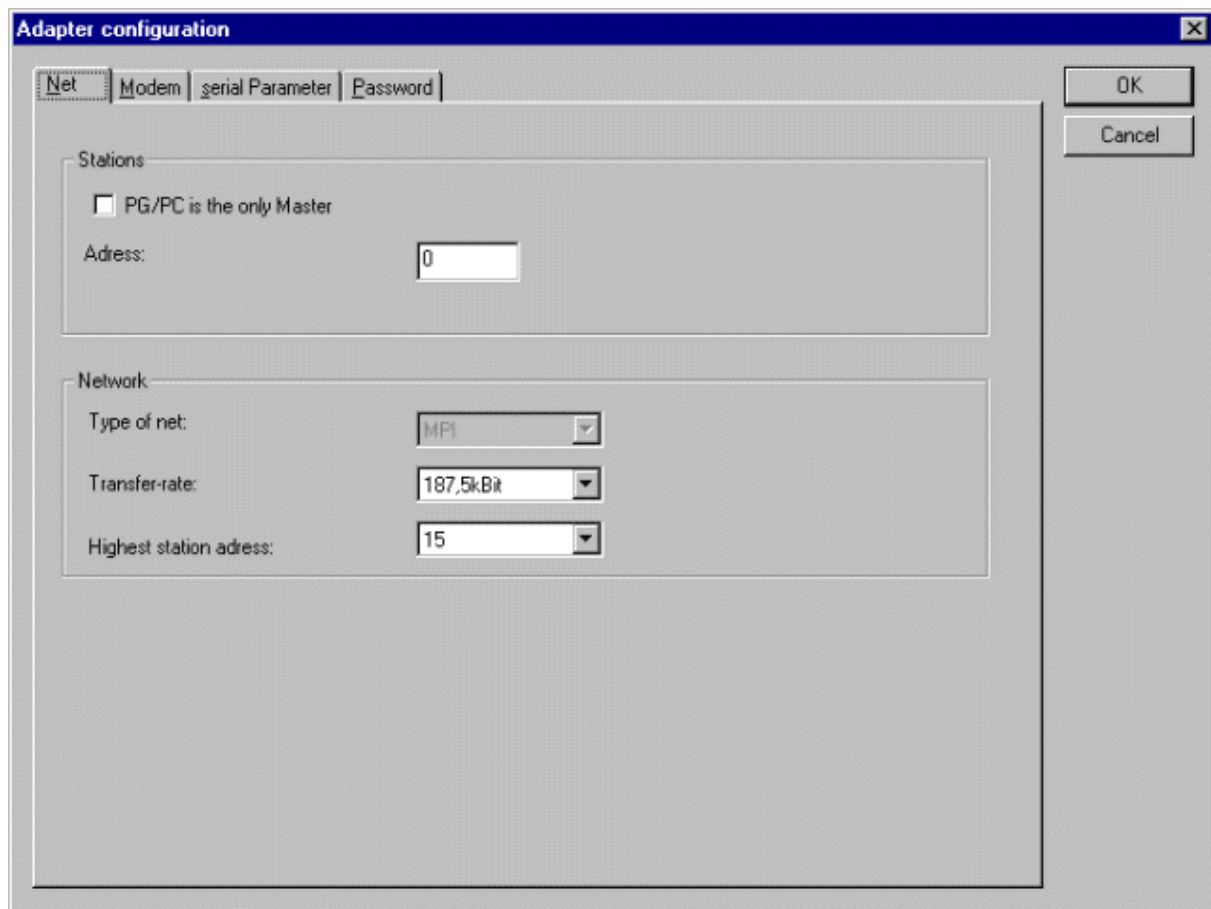 Adapter configuration
Net Modem serial Parameter Password
OK
Cancel
Stations
PG/PC is the only Master
Adress: 0
Network
Type of net: MPI
Transfer-rate: 187,5kBit
Highest station adress: 15